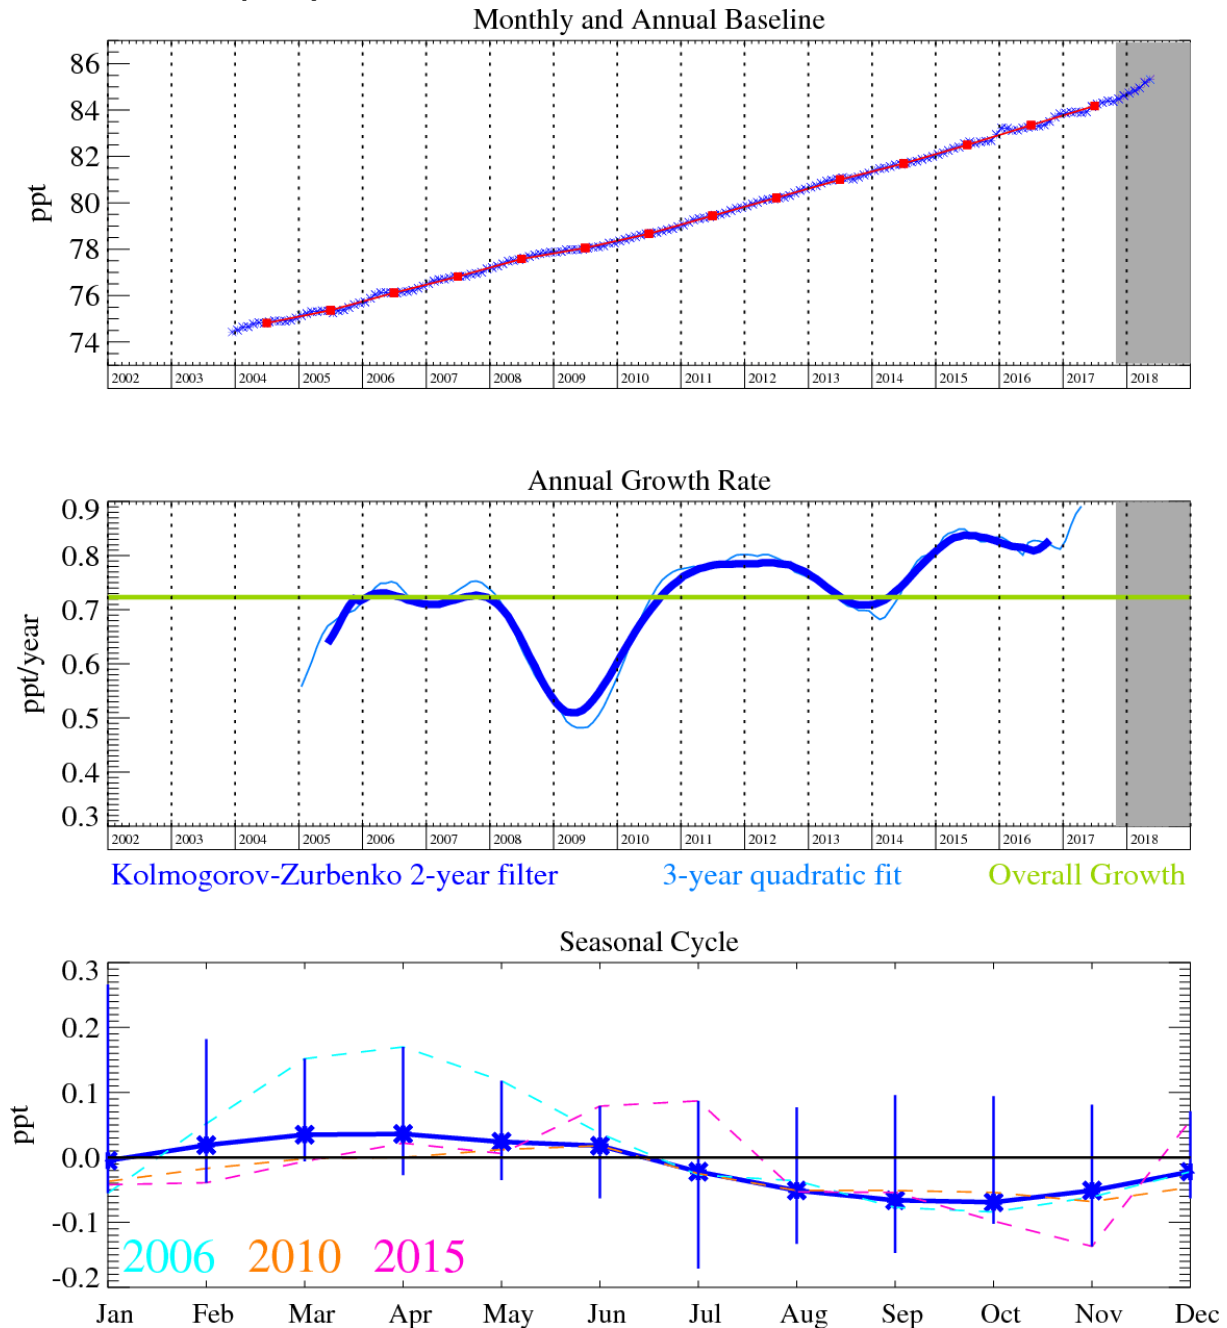 Monthly and Annual Baseline
86
84
82
80
78
76
74
ppt
2002 2003 2004 2005 2006 2007 2008 2009 2010 2011 2012 2013 2014 2015 2016 2017 2018
Annual Growth Rate
0.9
0.8
0.7
0.6
0.5
0.4
0.3
ppt/year
2002 2003 2004 2005 2006 2007 2008 2009 2010 2011 2012 2013 2014 2015 2016 2017 2018
Kolmogorov-Zurbenko 2-year filter 3-year quadratic fit Overall Growth
Seasonal Cycle
0.3
0.2
0.1
0.0
-0.1
-0.2
ppt
2006 2010 2015
Jan Feb Mar Apr May Jun Jul Aug Sep Oct Nov Dec